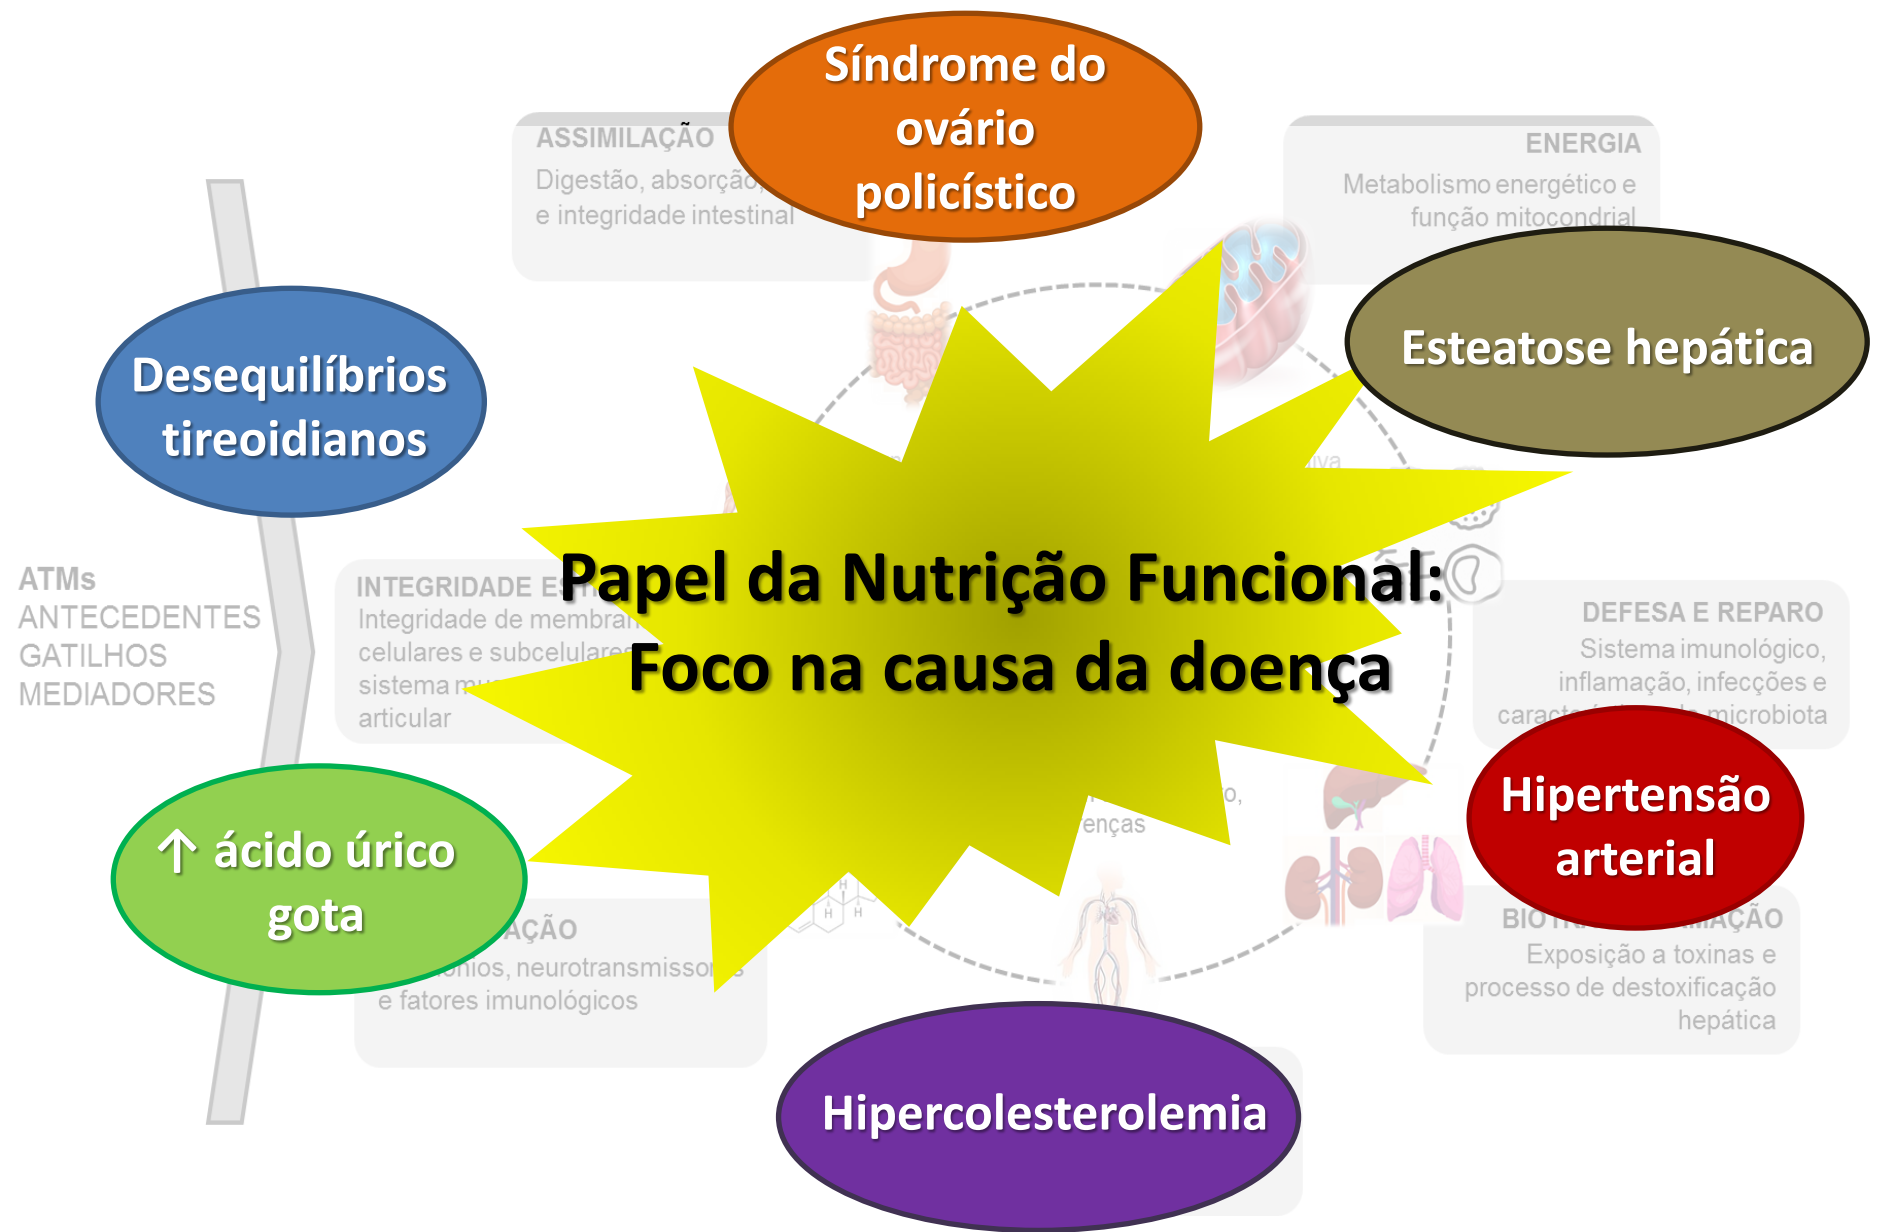 Síndrome do
ovário
policístico
ASSIMILAÇÃO
Digestão, absorção,
e integridade intestinal
ENERGIA
Metabolismo energético e
função mitocondrial
Esteatose hepática
Desequilíbrios
tireoidianos
Papel da Nutrição Funcional:
Foco na causa da doença
ATMs
ANTECEDENTES
GATILHOS
MEDIADORES
INTEGRIDADE
Integridade de
celulares e subcelulares
sistema
articular
DEFESA E REPARO
Sistema imunológico,
inflamação, infecções e
microbiota
Hipertensão
arterial
↑ ácido úrico
gota
neurotransmissores
e fatores imunológicos
H
H
H
Exposição a toxinas e
processo de destoxificação
hepática
Hipercolesterolemia